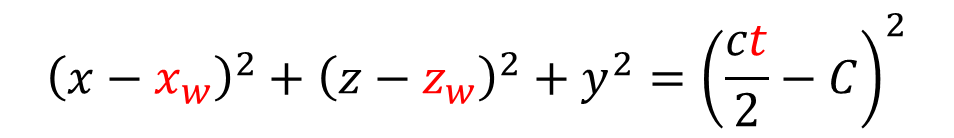 (x − x_w)² + (z − z_w)² + y² = (ct/2 − C)²